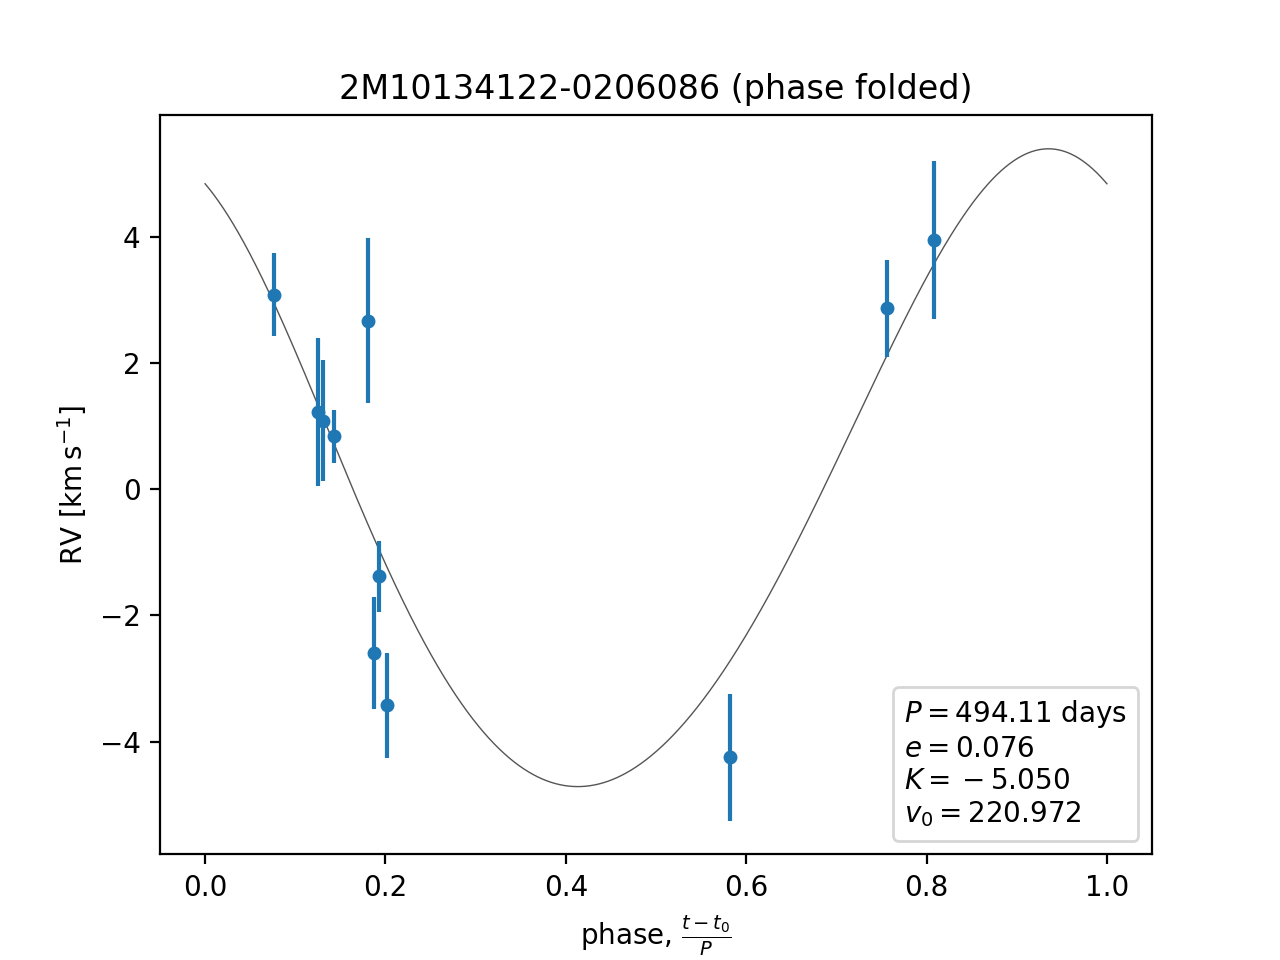 2M10134122-0206086 (phase folded)
RV [km s⁻¹]
4
2
0
−2
−4
P = 494.11 days
e = 0.076
K = −5.050
v₀ = 220.972
0.0 0.2 0.4 0.6 0.8 1.0
phase, (t − t₀)/P